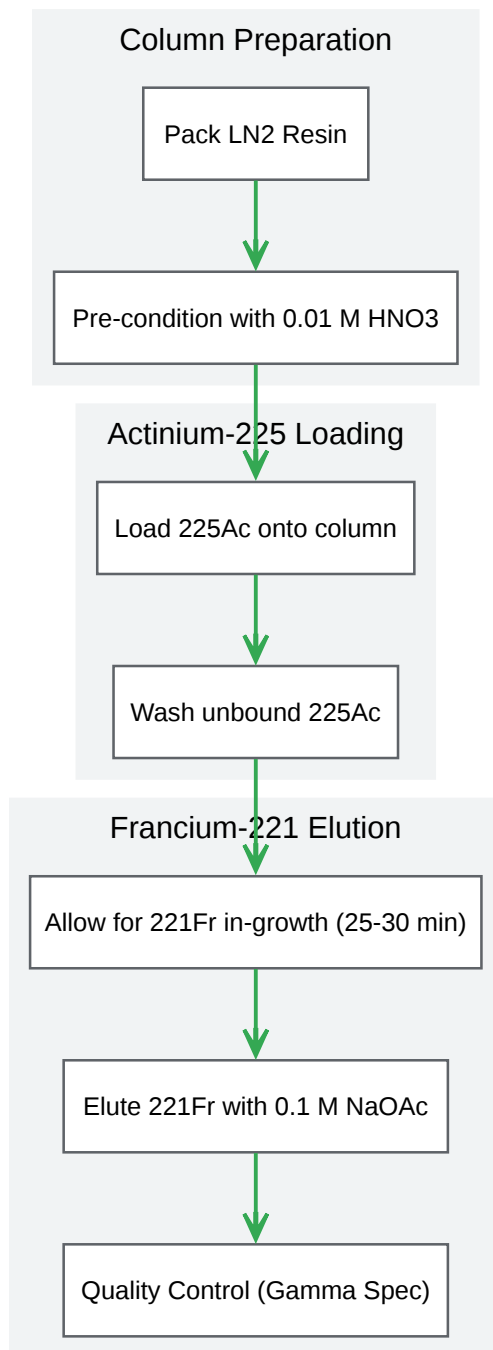 Column Preparation
Pack LN2 Resin
Pre-condition with 0.01 M HNO3
Actinium-225 Loading
Load 225Ac onto column
Wash unbound 225Ac
Francium-221 Elution
Allow for 221Fr in-growth (25-30 min)
Elute 221Fr with 0.1 M NaOAc
Quality Control (Gamma Spec)